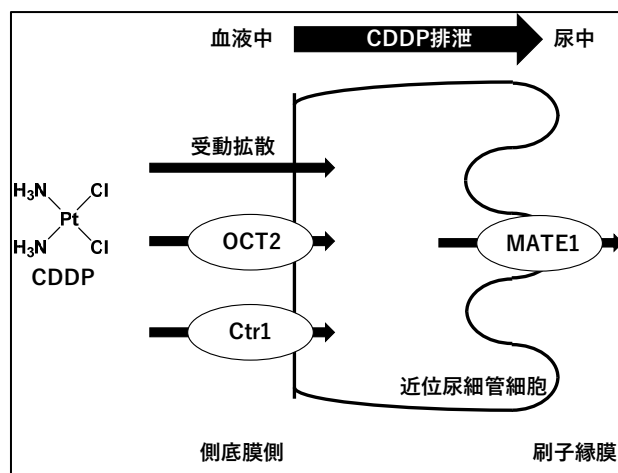 血液中
CDDP排泄
尿中
受動拡散
H₃N
Cl
Pt
H₃N
Cl
CDDP
OCT2
MATE1
Ctr1
近位尿細管細胞
側底膜側
刷子縁膜